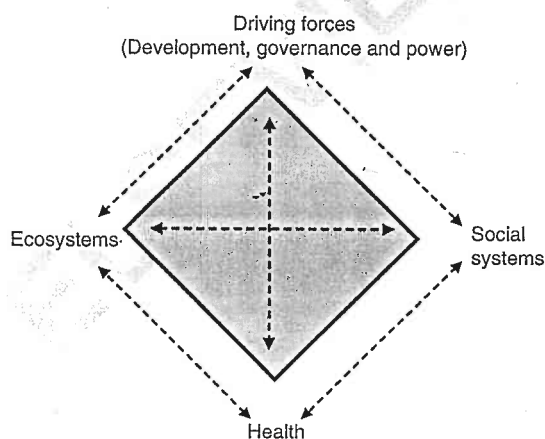 Driving forces
(Development, governance and power)
Ecosystems
Social
systems
Health